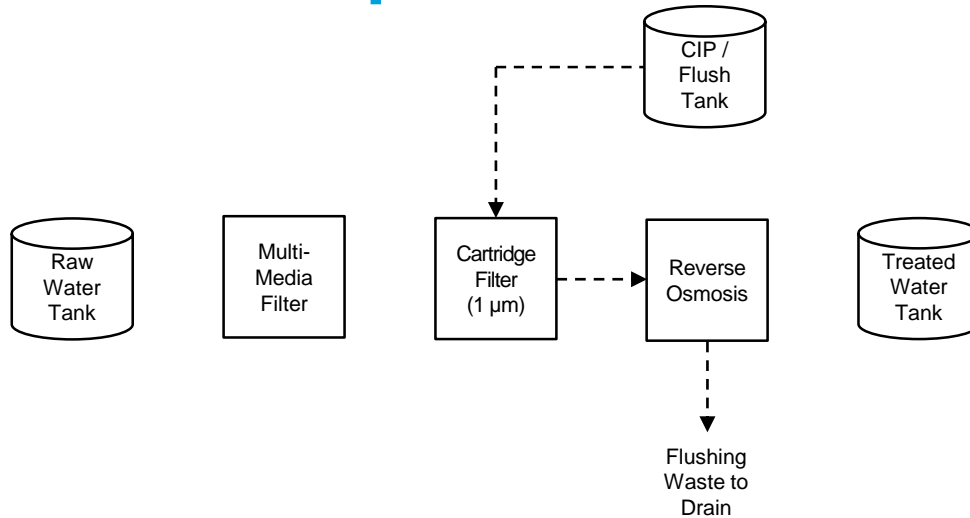 CIP /
Flush
Tank
Raw
Water
Tank
Multi-
Media
Filter
Cartridge
Filter
(1 µm)
Reverse
Osmosis
Treated
Water
Tank
Flushing
Waste to
Drain